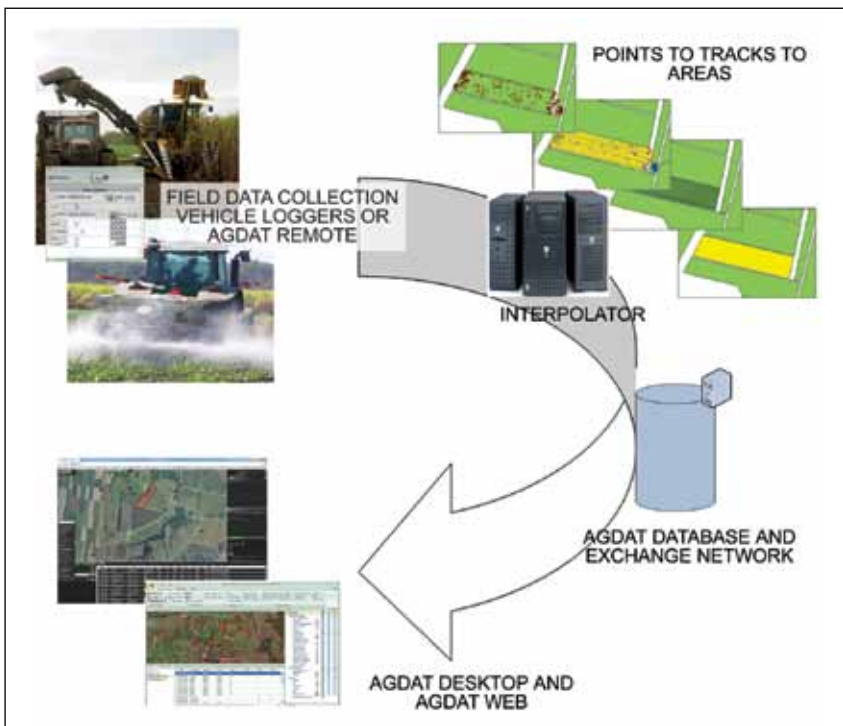 POINTS TO TRACKS TO
AREAS
FIELD DATA COLLECTION
VEHICLE LOGGERS OR
AGDAT REMOTE
INTERPOLATOR
AGDAT DATABASE AND
EXCHANGE NETWORK
AGDAT DESKTOP AND
AGDAT WEB